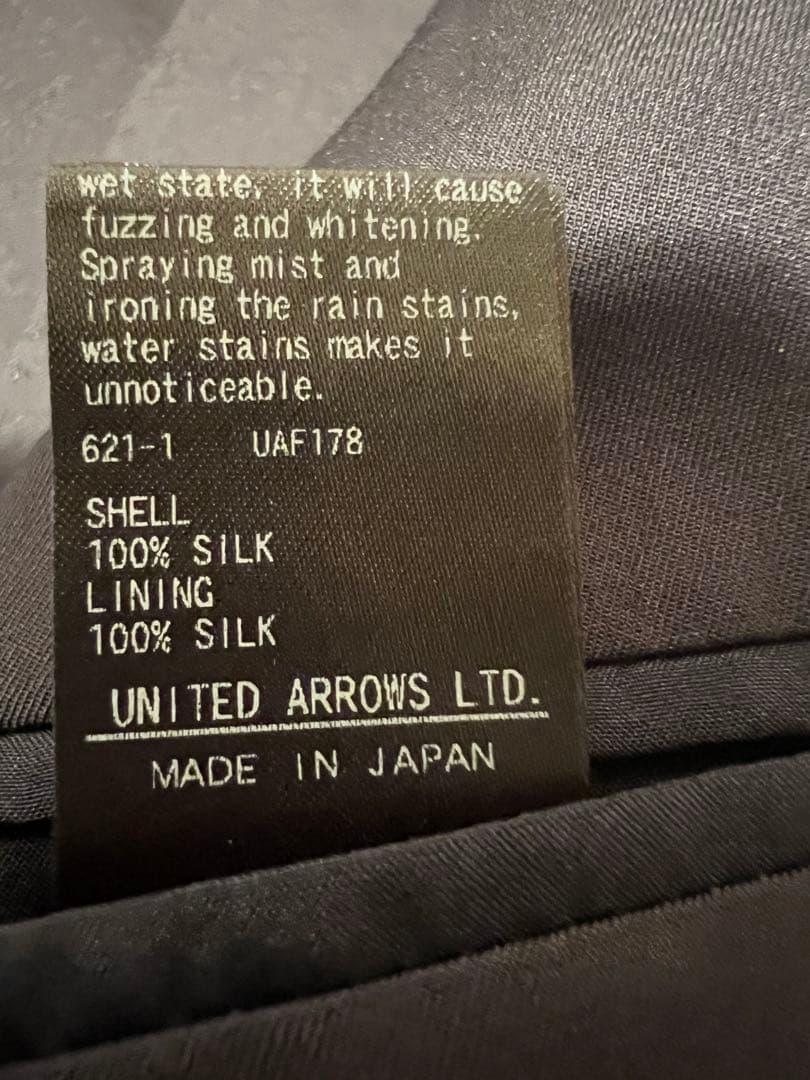 wet state, it will cause
fuzzing and whitening.
Spraying mist and
ironing the rain stains,
water stains makes it
unnoticeable.
621-1 UAF178
SHELL
100% SILK
LINING
100% SILK
UNITED ARROWS LTD.
MADE IN JAPAN